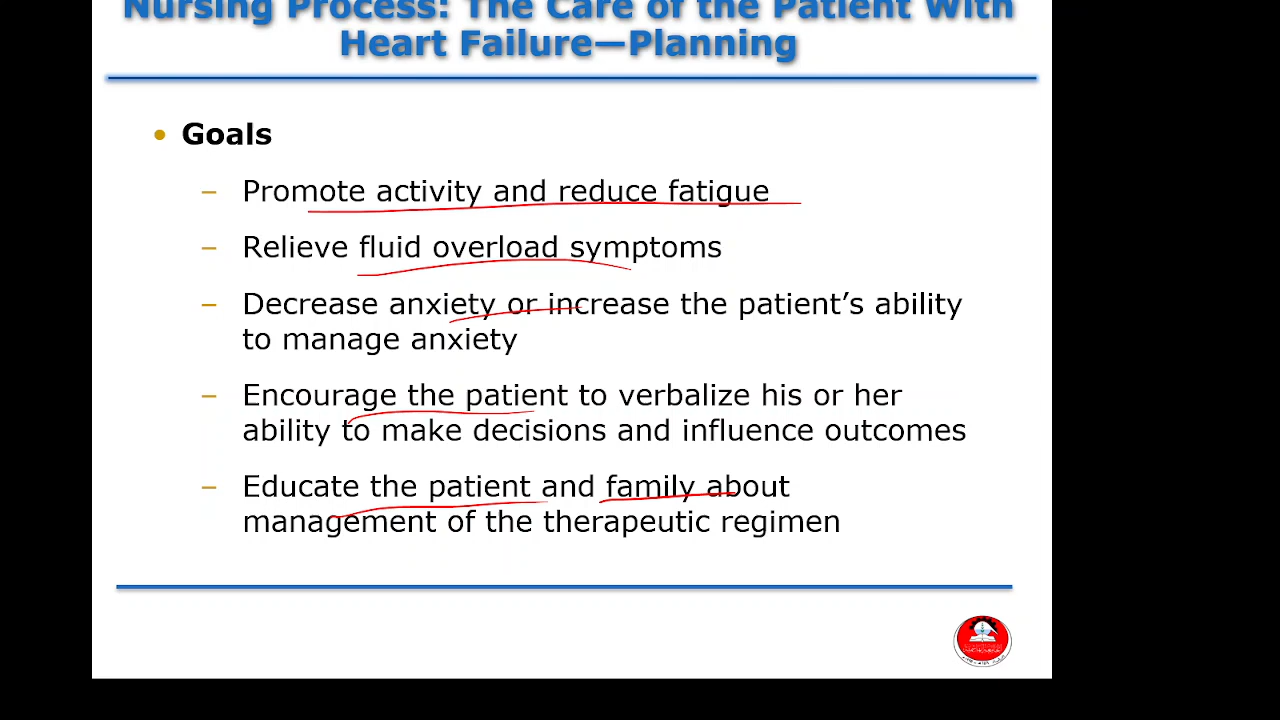 Nursing Process: The Care of the Patient With
Heart Failure—Planning
• Goals
– Promote activity and reduce fatigue
– Relieve fluid overload symptoms
– Decrease anxiety or increase the patient’s ability
to manage anxiety
– Encourage the patient to verbalize his or her
ability to make decisions and influence outcomes
– Educate the patient and family about
management of the therapeutic regimen